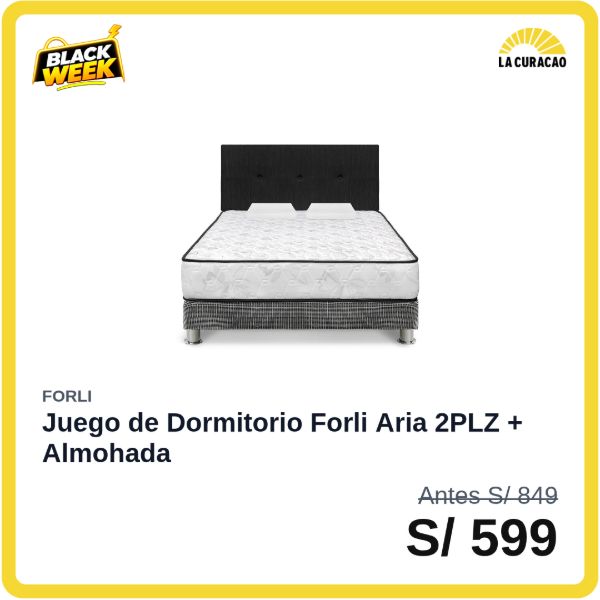 BLACK
WEEK
LA CURACAO
FORLI
Juego de Dormitorio Forli Aria 2PLZ +
Almohada
Antes S/ 849
S/ 599